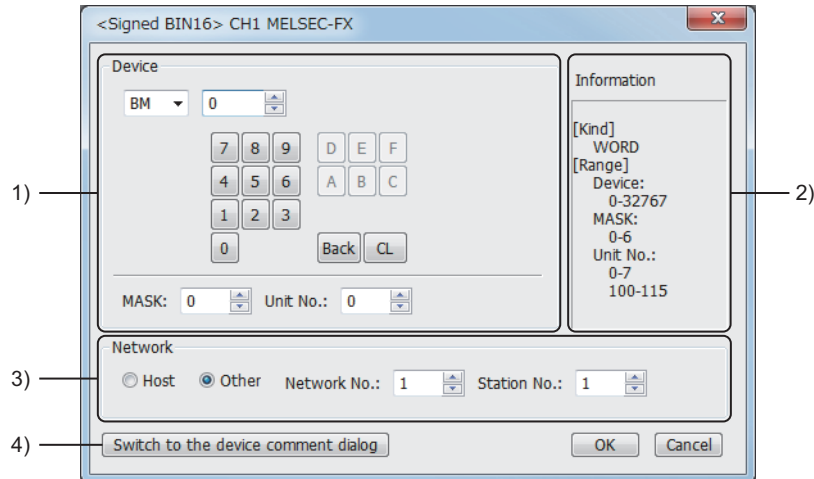 <Signed BIN16> CH1 MELSEC-FX
x
Device
BM 0
7 8 9 D E F
4 5 6 A B C
1 2 3
0 Back CL
MASK: 0 Unit No.: 0
Information
[Kind]
WORD
[Range]
Device:
0-32767
MASK:
0-6
Unit No.:
0-7
100-115
1)
2)
Network
3)
Host Other Network No.: 1 Station No.: 1
4)
Switch to the device comment dialog OK Cancel